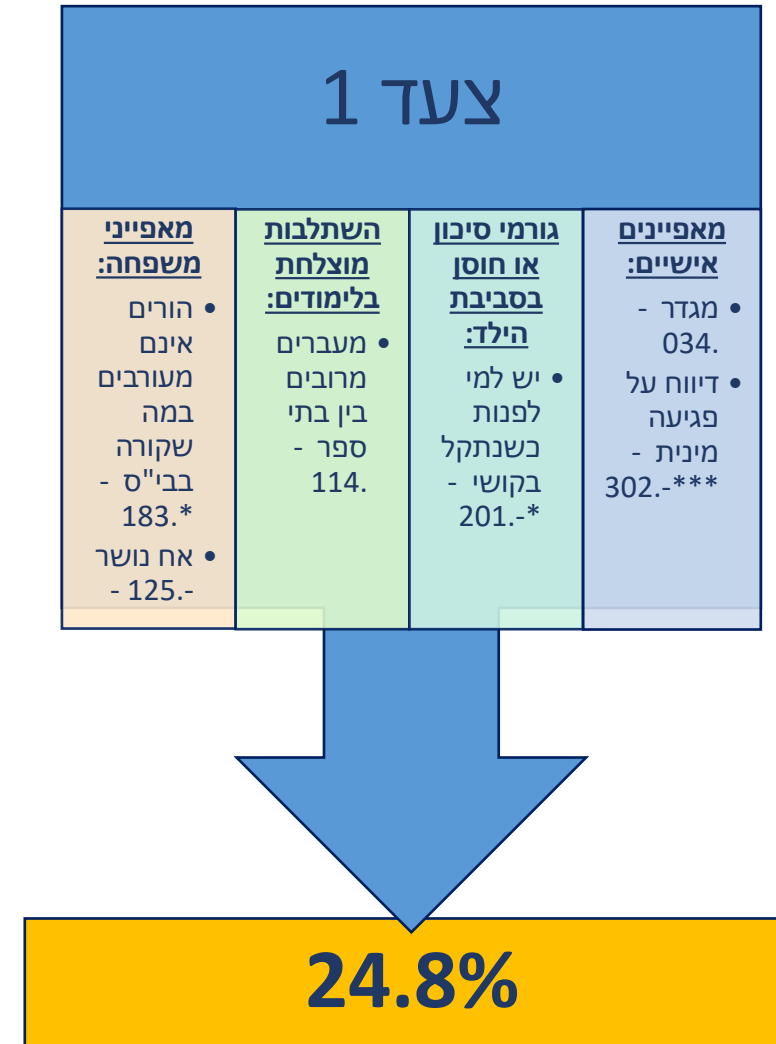 צעד 1
מאפיינים
אישיים:
• מגדר -
034.
• דיווח על
פגיעה
מינית -
302.-***
גורמי סיכון
או חוסן
בסביבת
הילד:
• יש למי
לפנות
כשנתקל
בקושי -
201.-*
השתלבות
מוצלחת
בלימודים:
• מעברים
מרובים
בין בתי
ספר -
114.
מאפייני
משפחה:
• הורים
אינם
מעורבים
במה
שקורה
בבי"ס -
183.*
• אח נושר
- 125.-
24.8%